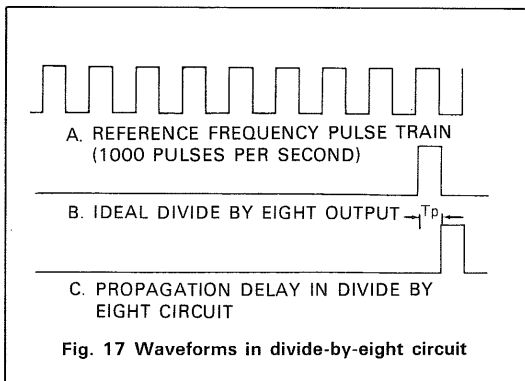 A. REFERENCE FREQUENCY PULSE TRAIN
(1000 PULSES PER SECOND)
B. IDEAL DIVIDE BY EIGHT OUTPUT
Tp
C. PROPAGATION DELAY IN DIVIDE BY
EIGHT CIRCUIT
Fig. 17 Waveforms in divide-by-eight circuit